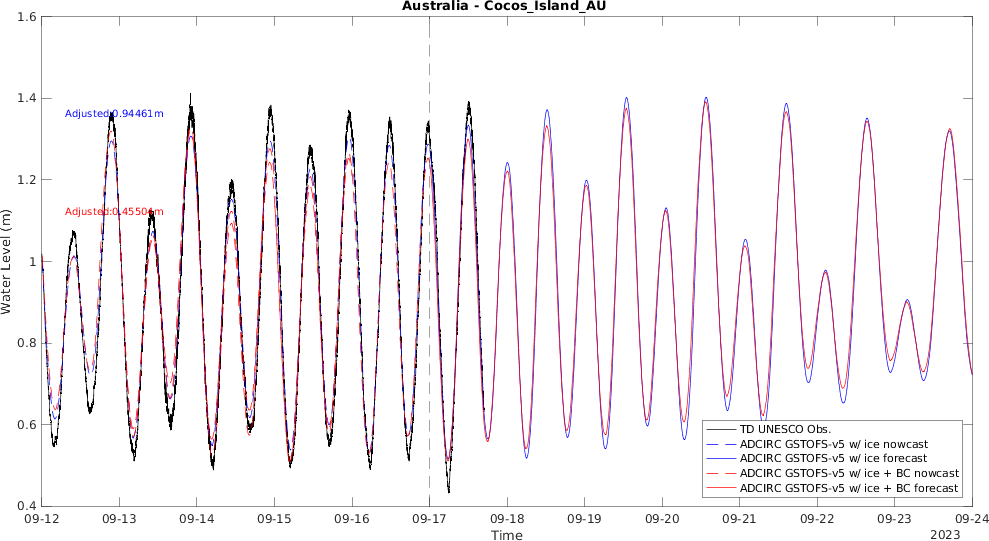 Australia - Cocos_Island_AU
1.6
1.4
Adjusted:0.94461m
1.2
Adjusted:0.45504m
Water Level (m)
1
0.8
0.6
TD UNESCO Obs.
ADCIRC GSTOFS-v5 w/ ice nowcast
ADCIRC GSTOFS-v5 w/ ice forecast
ADCIRC GSTOFS-v5 w/ ice + BC nowcast
ADCIRC GSTOFS-v5 w/ ice + BC forecast
0.4
09-12 09-13 09-14 09-15 09-16 09-17 09-18 09-19 09-20 09-21 09-22 09-23 09-24
Time
2023